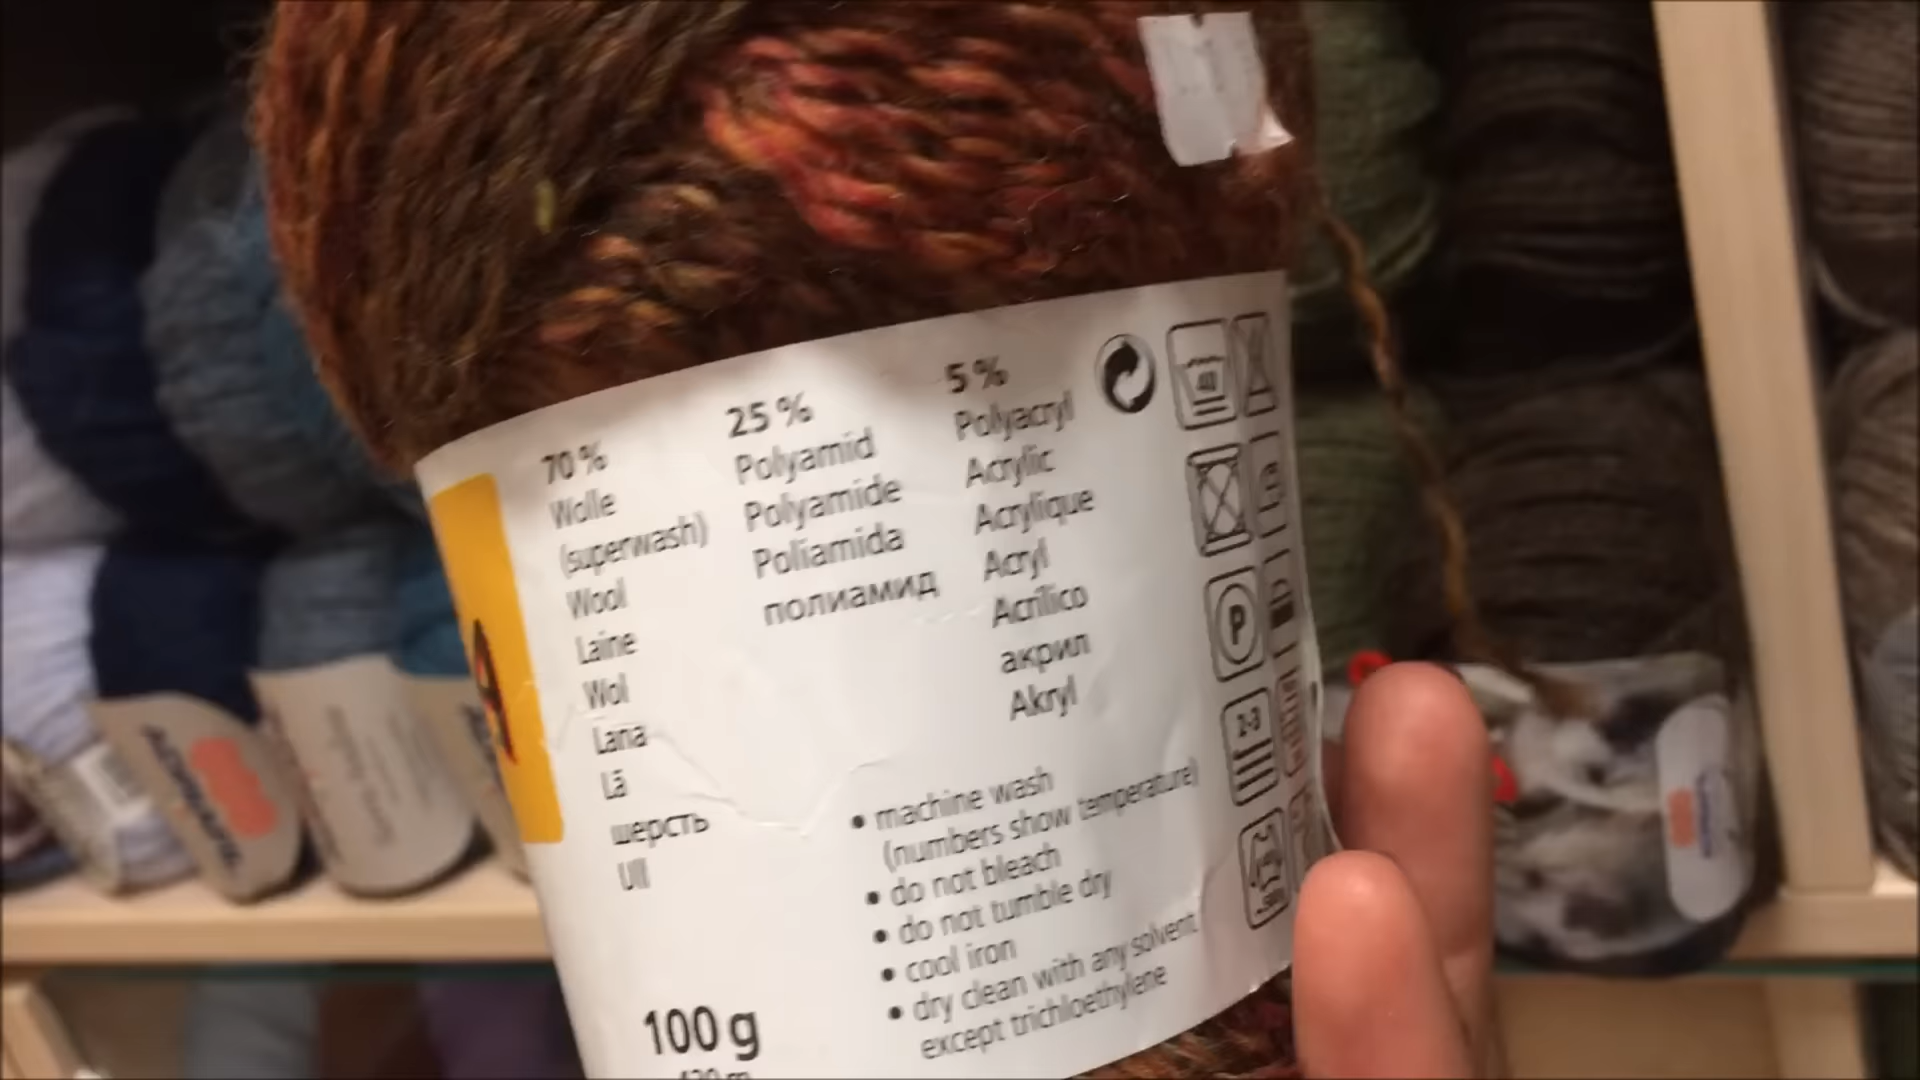 70 %
Wolle
(superwash)
Wool
Laine
Wol
Lana
Lã
шерсть
Ull
25 %
Polyamid
Polyamide
Poliamida
полиамид
5 %
Polyacryl
Acrylic
Acrylique
Acryl
Acrílico
акрил
Akryl
40
P
2-3
• machine wash
(numbers show temperature)
• do not bleach
• do not tumble dry
• cool iron
• dry clean with any solvent
except trichloethylane
100 g
A